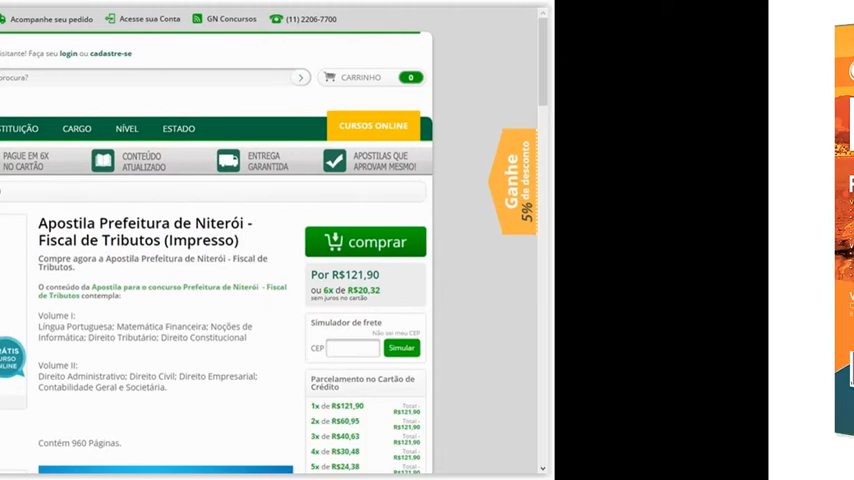 Acompanhe seu pedido Acesse sua Conta GN Concursos (11) 2206-7700
isitante! Faça seu login ou cadastre-se
procura?
CARRINHO 0
STITUIÇÃO CARGO NÍVEL ESTADO CURSOS ONLINE
PAGUE EM 6X
NO CARTÃO
CONTEÚDO
ATUALIZADO
ENTREGA
GARANTIDA
APOSTILAS QUE
APROVAM MESMO!
Ganhe
5% de desconto
Apostila Prefeitura de Niterói -
Fiscal de Tributos (Impresso)
Compre agora a Apostila Prefeitura de Niterói - Fiscal de
Tributos.
O conteúdo da Apostila para o concurso Prefeitura de Niterói - Fiscal
de Tributos contempla:
Volume I:
Língua Portuguesa; Matemática Financeira; Noções de
Informática; Direito Tributário; Direito Constitucional
Volume II:
Direito Administrativo; Direito Civil; Direito Empresarial;
Contabilidade Geral e Societária.
Contém 960 Páginas.
RÁTIS
URSO
NLINE
comprar
Por R$121,90
ou 6x de R$20,32
sem juros no cartão
Simulador de frete
Não sei meu CEP
CEP Simular
Parcelamento no Cartão de
Crédito
1x de R$121,90 Total - R$121,90
2x de R$60,95 Total - R$121,90
3x de R$40,63 Total - R$121,90
4x de R$30,48 Total - R$121,90
5x de R$24,38 Total - R$121,90